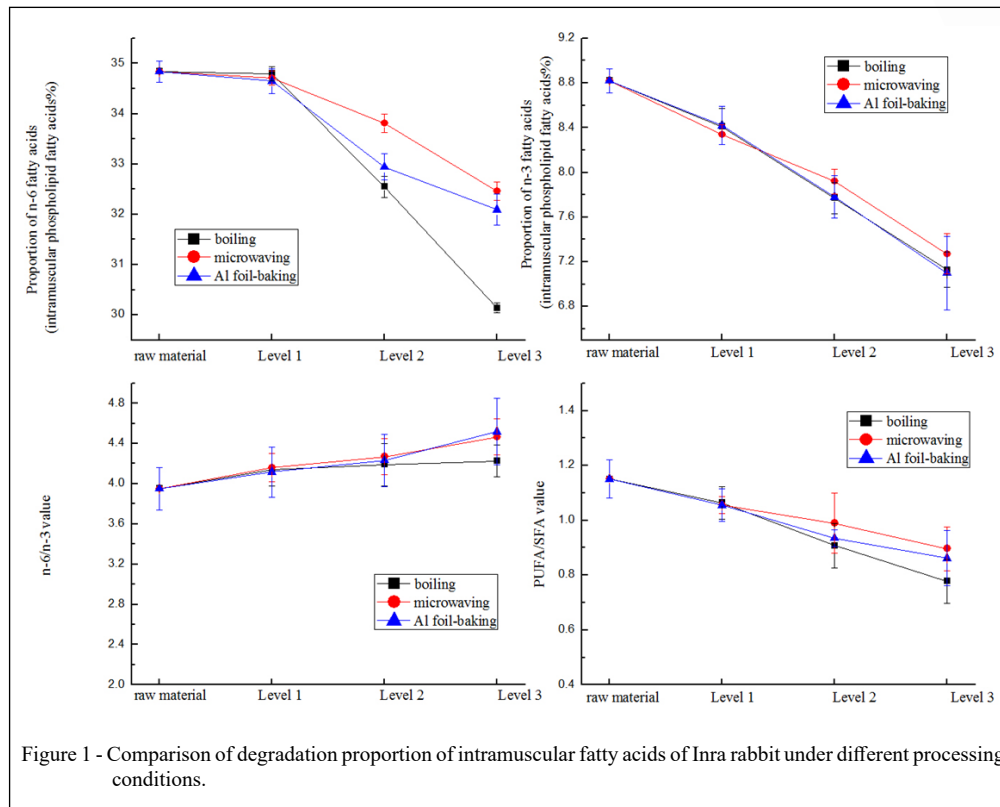 35
34
33
32
31
30
Proportion of n-6 fatty acids
(intramuscular phospholipid fatty acids%)
boiling
microwaving
Al foil-baking
raw material
Level 1
Level 2
Level 3
9.2
8.8
8.4
8.0
7.6
7.2
6.8
Proportion of n-3 fatty acids
(intramuscular phospholipid fatty acids%)
boiling
microwaving
Al foil-baking
raw material
Level 1
Level 2
Level 3
4.8
4.4
4.0
3.6
3.2
2.8
2.4
2.0
n-6/n-3 value
boiling
microwaving
Al foil-baking
raw material
Level 1
Level 2
Level 3
1.4
1.2
1.0
0.8
0.6
0.4
PUFA/SFA value
boiling
microwaving
Al foil-baking
raw material
Level 1
Level 2
Level 3
Figure 1 - Comparison of degradation proportion of intramuscular fatty acids of Inra rabbit under different processing
conditions.